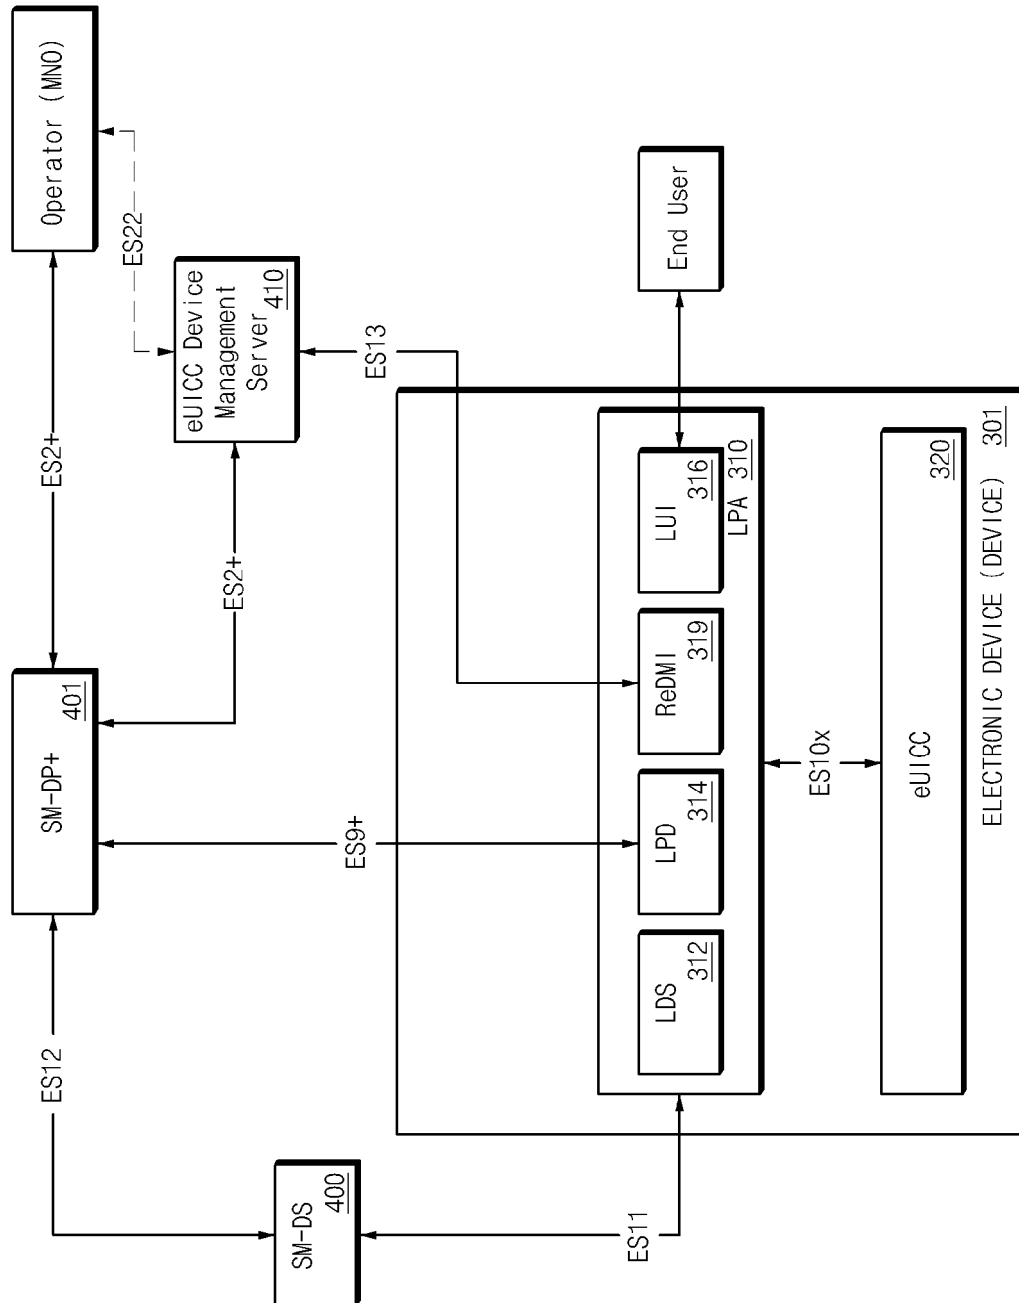 SM-DS
400
ES12
ES11
SM-DP+
401
ES9+
ES2+
ES2+
Operator (MNO)
ES22
eUICC Device
Management
Server
410
ES13
LDS
312
LPD
314
ReDMI
319
LUI
316
LPA
310
End User
ES10x
eUICC
320
ELECTRONIC DEVICE (DEVICE)
301